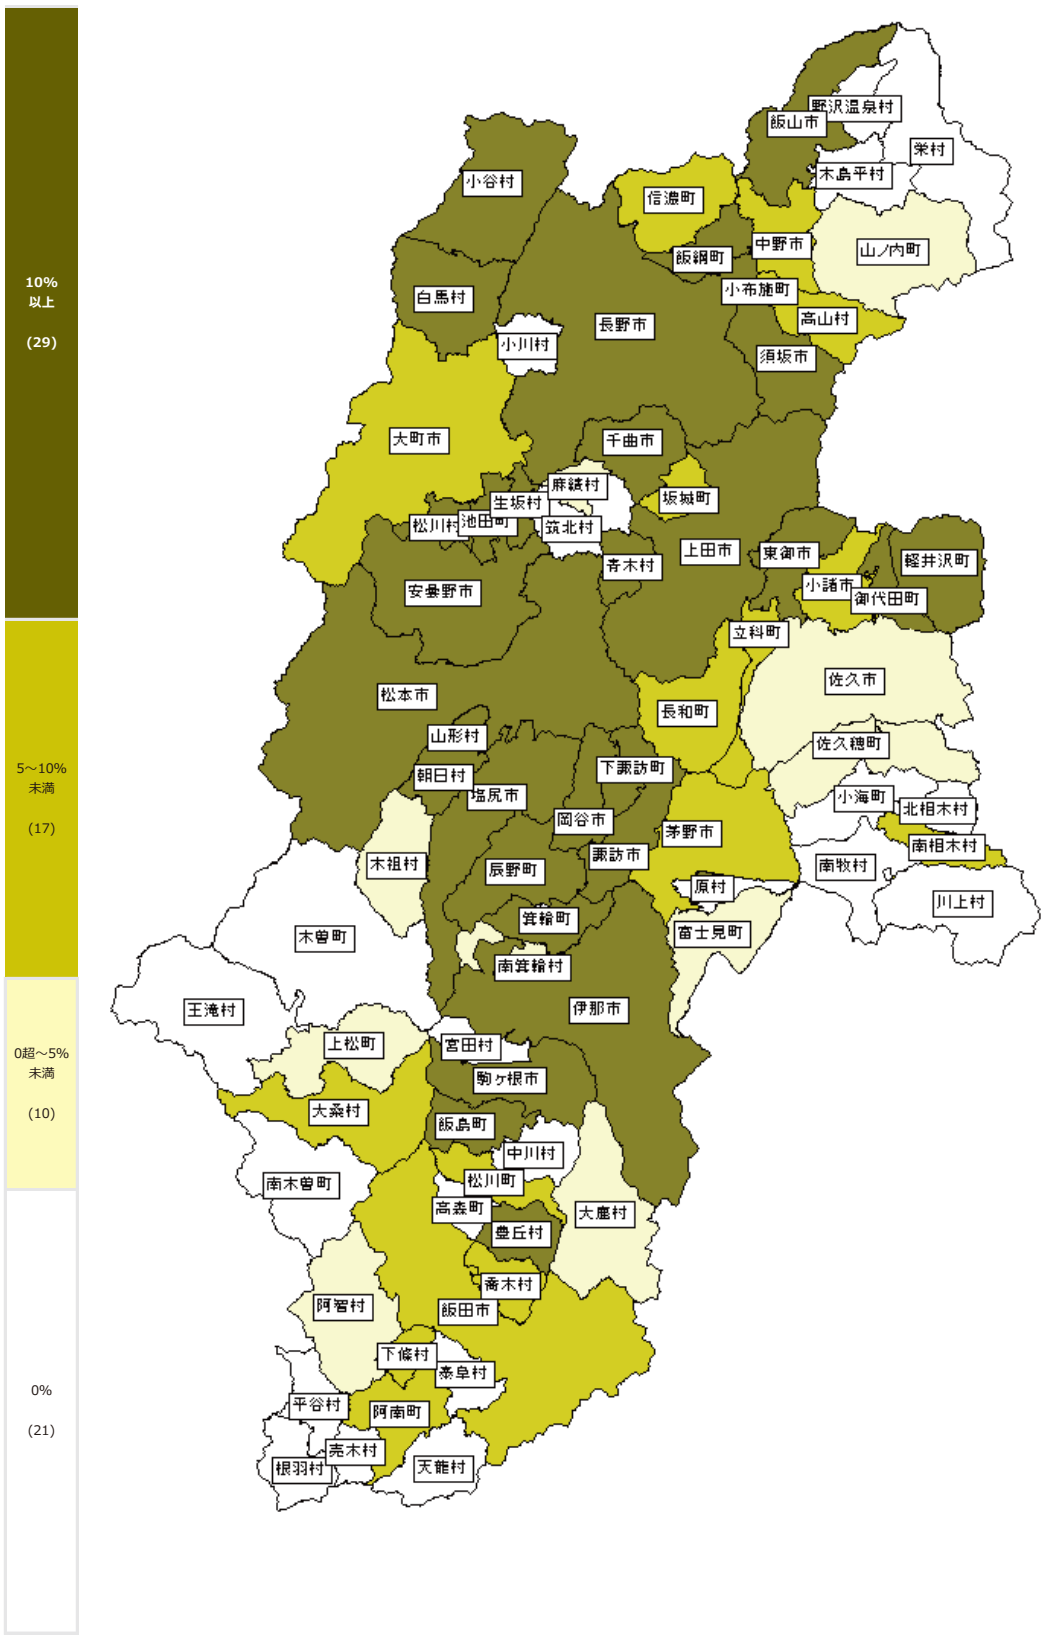 10%
以上
(29)
5～10%
未満
(17)
0超～5%
未満
(10)
0%
(21)
野沢温泉村
飯山市
栄村
木島平村
小谷村
信濃町
中野市
山ノ内町
飯綱町
小布施町
白馬村
高山村
長野市
小川村
須坂市
大町市
千曲市
麻績村
坂城町
生坂村
池田町
松川村
筑北村
青木村
上田市
東御市
軽井沢町
小諸市
御代田町
安曇野市
立科町
佐久市
松本市
長和町
山形村
佐久穂町
朝日村
下諏訪町
塩尻市
小海町
北相木村
岡谷市
茅野市
南相木村
諏訪市
木祖村
辰野町
南牧村
原村
川上村
箕輪町
木曽町
富士見町
南箕輪村
王滝村
伊那市
上松町
宮田村
駒ヶ根市
大桑村
飯島町
中川村
南木曽町
松川町
高森町
大鹿村
豊丘村
喬木村
阿智村
飯田市
下條村
泰阜村
平谷村
阿南町
売木村
根羽村
天龍村